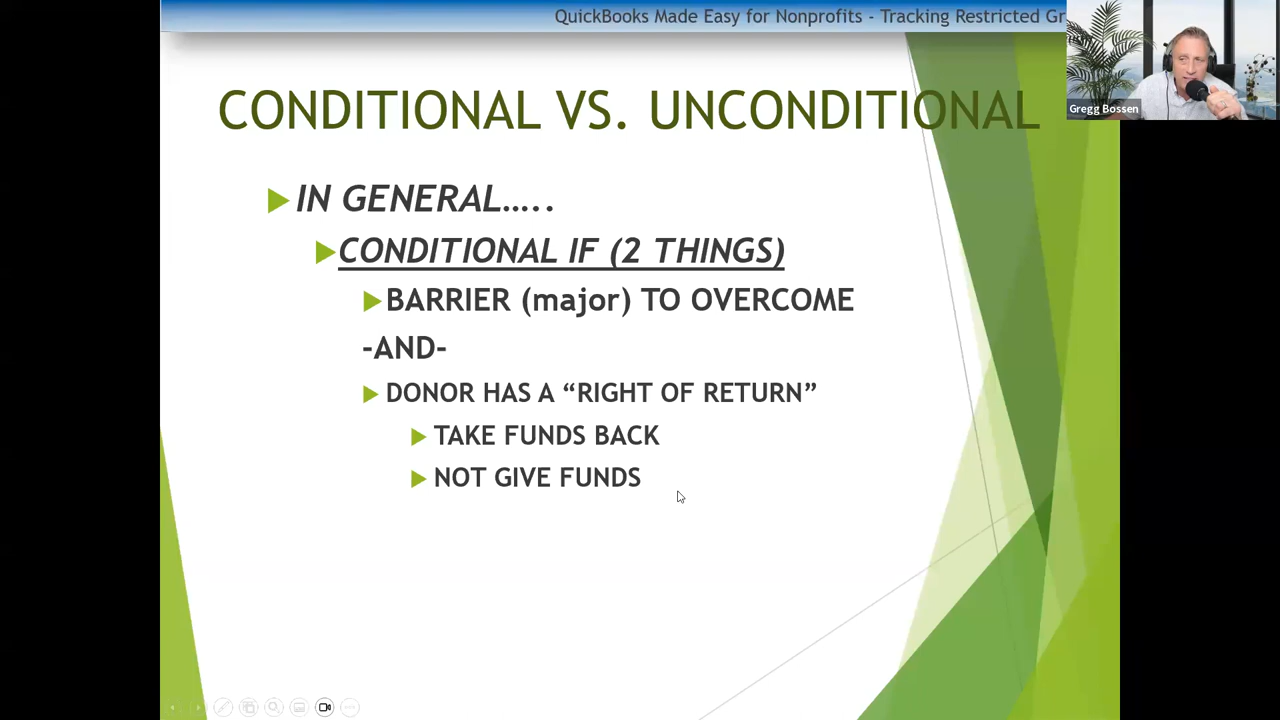 QuickBooks Made Easy for Nonprofits - Tracking Restricted Gr
Gregg Bossen
CONDITIONAL VS. UNCONDITIONAL
IN GENERAL…..
CONDITIONAL IF (2 THINGS)
BARRIER (major) TO OVERCOME
-AND-
DONOR HAS A “RIGHT OF RETURN”
TAKE FUNDS BACK
NOT GIVE FUNDS